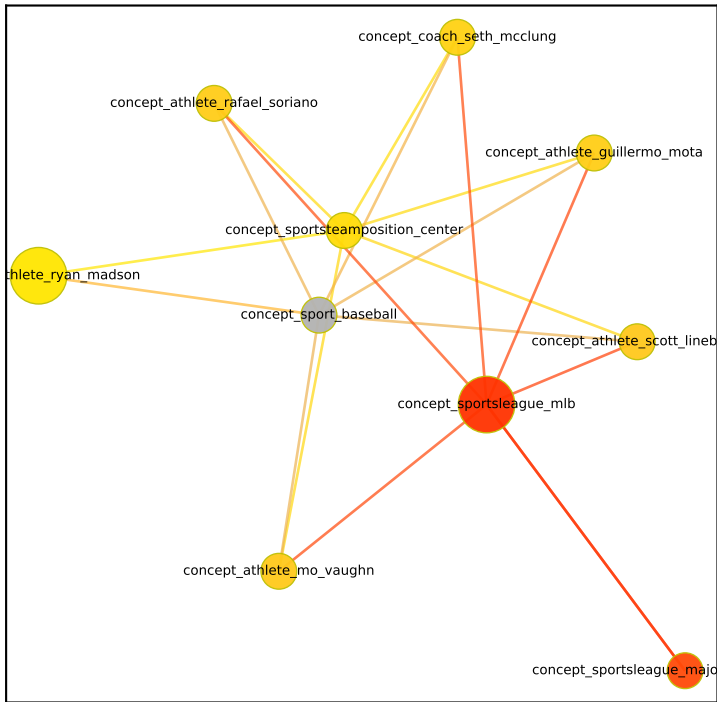 concept_coach_seth_mcclung
concept_athlete_rafael_soriano
concept_athlete_guillermo_mota
concept_sportsteamposition_center
thlete_ryan_madson
concept_sport_baseball
concept_athlete_scott_lineb
concept_sportsleague_mlb
concept_athlete_mo_vaughn
concept_sportsleague_majo